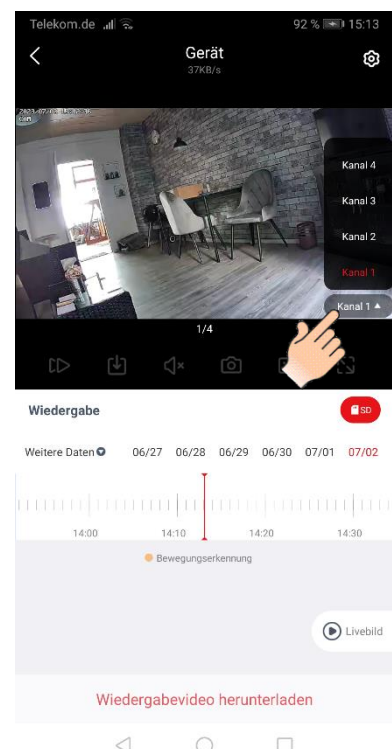 Telekom.de 92 % 15:13
Gerät
37KB/s
Kanal 4
Kanal 3
Kanal 2
Kanal 1
Kanal 1
1/4
Wiedergabe SD
Weitere Daten 06/27 06/28 06/29 06/30 07/01 07/02
14:00 14:10 14:20 14:30
Bewegungserkennung
Livebild
Wiedergabevideo herunterladen